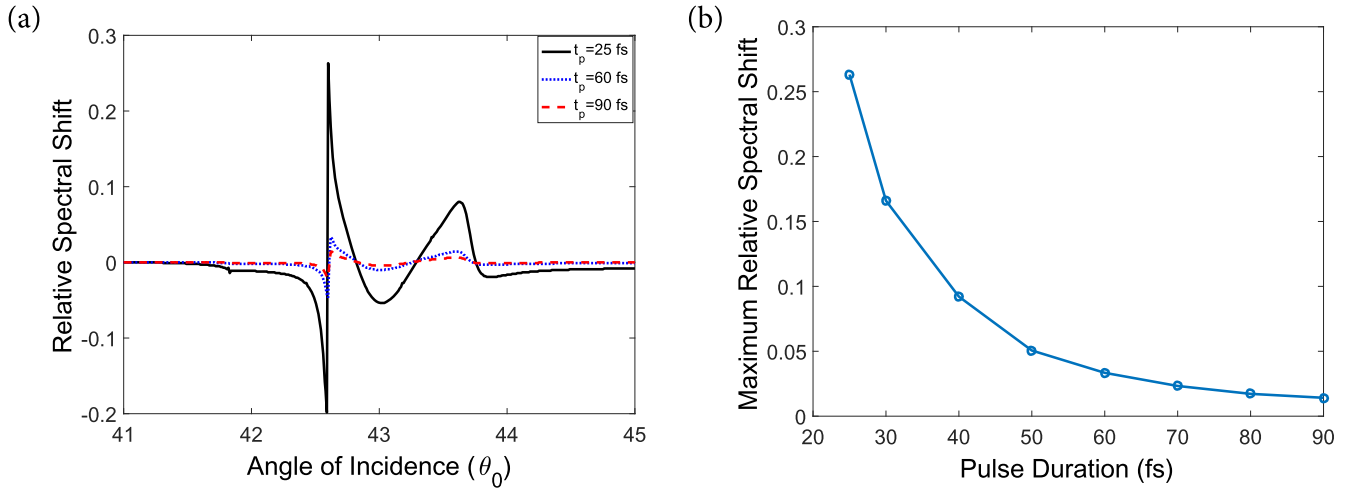 (a)
0.3
0.2
0.1
0
-0.1
-0.2
Relative Spectral Shift
t_p=25 fs
t_p=60 fs
t_p=90 fs
41
42
43
44
45
Angle of Incidence (θ_0)
(b)
0.3
0.25
0.2
0.15
0.1
0.05
0
Maximum Relative Spectral Shift
20
30
40
50
60
70
80
90
Pulse Duration (fs)